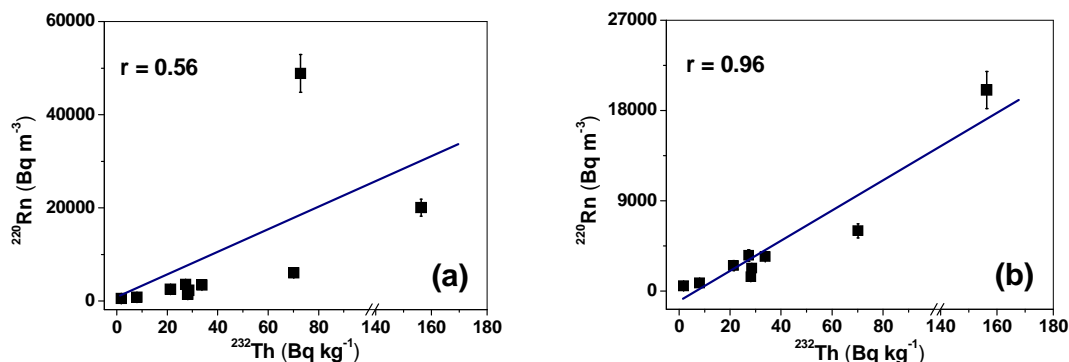 60000
40000
20000
0
²²⁰Rn (Bq m⁻³)
r = 0.56
(a)
0 20 40 60 80 140 160 180
²³²Th (Bq kg⁻¹)
27000
18000
9000
0
²²⁰Rn (Bq m⁻³)
r = 0.96
(b)
0 20 40 60 80 140 160 180
²³²Th (Bq kg⁻¹)